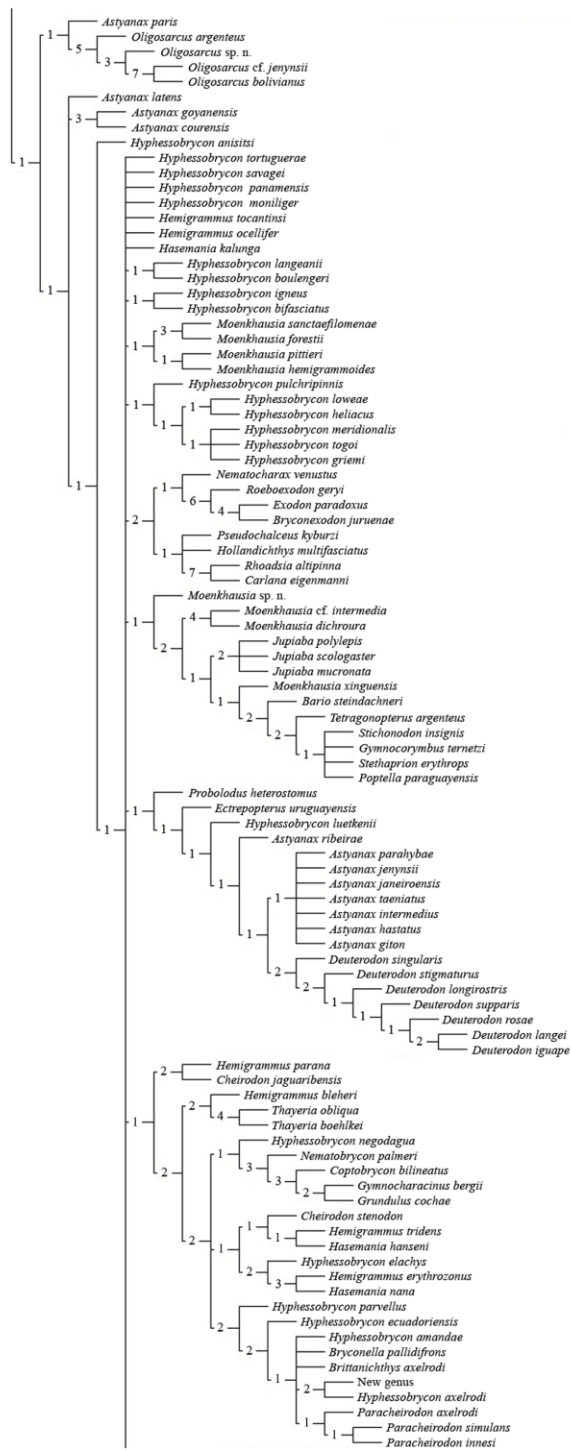 Astyanax paris
1
Oligosarcus argenteus
5
Oligosarcus sp. n.
3
Oligosarcus cf. jenynsii
7
Oligosarcus bolivianus
Astyanax latens
Astyanax goyanensis
3
Astyanax courensis
Hyphessobrycon anisitsi
1
Hyphessobrycon tortuguerae
Hyphessobrycon savagei
Hyphessobrycon panamensis
Hyphessobrycon moniliger
Hemigrammus tocantinsi
Hemigrammus ocellifer
Hasemania kalunga
Hyphessobrycon langeanii
1
Hyphessobrycon boulengeri
1
Hyphessobrycon igneus
1
Hyphessobrycon bifasciatus
Moenkhausia sanctaefilomenae
3
Moenkhausia forestii
1
Moenkhausia pittieri
1
Moenkhausia hemigrammoides
Hyphessobrycon pulchripinnis
1
Hyphessobrycon loweae
1
Hyphessobrycon heliacus
1
Hyphessobrycon meridionalis
1
Hyphessobrycon togoi
Hyphessobrycon griemi
Nematocharax venustus
1
1
Roeboexodon geryi
6
Exodon paradoxus
4
Bryconexodon juruenae
2
Pseudochalceus kyburzi
1
Hollandichthys multifasciatus
Rhoadsia altipinna
7
Carlana eigenmanni
Moenkhausia sp. n.
1
Moenkhausia cf. intermedia
4
Moenkhausia dichroura
2
Jupiaba polylepis
2
Jupiaba scologaster
1
Jupiaba mucronata
Moenkhausia xinguensis
1
Bario steindachneri
2
Tetragonopterus argenteus
2
Stichonodon insignis
1
Gymnocorymbus ternetzi
Stethaprion erythrops
Poptella paraguayensis
Probolodus heterostomus
1
Ectrepopterus uruguayensis
1
1
Hyphessobrycon luetkenii
1
Astyanax ribeirae
1
Astyanax parahybae
Astyanax jenynsii
Astyanax janeiroensis
1
Astyanax taeniatus
Astyanax intermedius
1
Astyanax hastatus
Astyanax giton
Deuterodon singularis
2
Deuterodon stigmaturus
2
Deuterodon longirostris
1
Deuterodon supparis
1
Deuterodon rosae
1
Deuterodon langei
2
Deuterodon iguape
Hemigrammus parana
2
Cheirodon jaguaribensis
Hemigrammus bleheri
2
Thayeria obliqua
4
Thayeria boehlkei
1
Hyphessobrycon negodagua
1
Nematobrycon palmeri
2
3
Coptobrycon bilineatus
3
Gymnocharacinus bergii
2
Grundulus cochae
Cheirodon stenodon
1
Hemigrammus tridens
2
1
1
Hasemania hanseni
Hyphessobrycon elachys
2
Hemigrammus erythrozonus
3
Hasemania nana
Hyphessobrycon parvellus
2
Hyphessobrycon ecuadoriensis
2
Hyphessobrycon amandae
Bryconella pallidifrons
1
Brittanichthys axelrodi
New genus
2
Hyphessobrycon axelrodi
Paracheirodon axelrodi
1
Paracheirodon simulans
1
Paracheirodon innesi